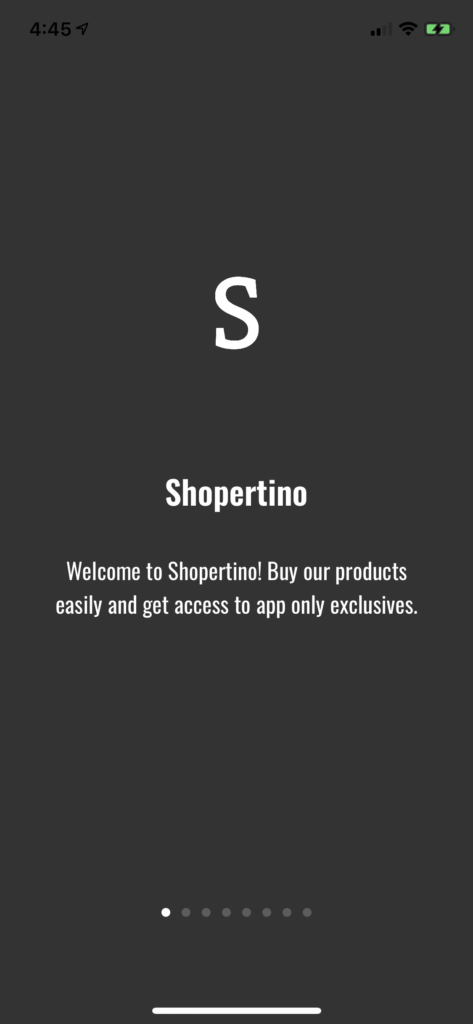 4:45
S
Shopertino
Welcome to Shopertino! Buy our products
easily and get access to app only exclusives.